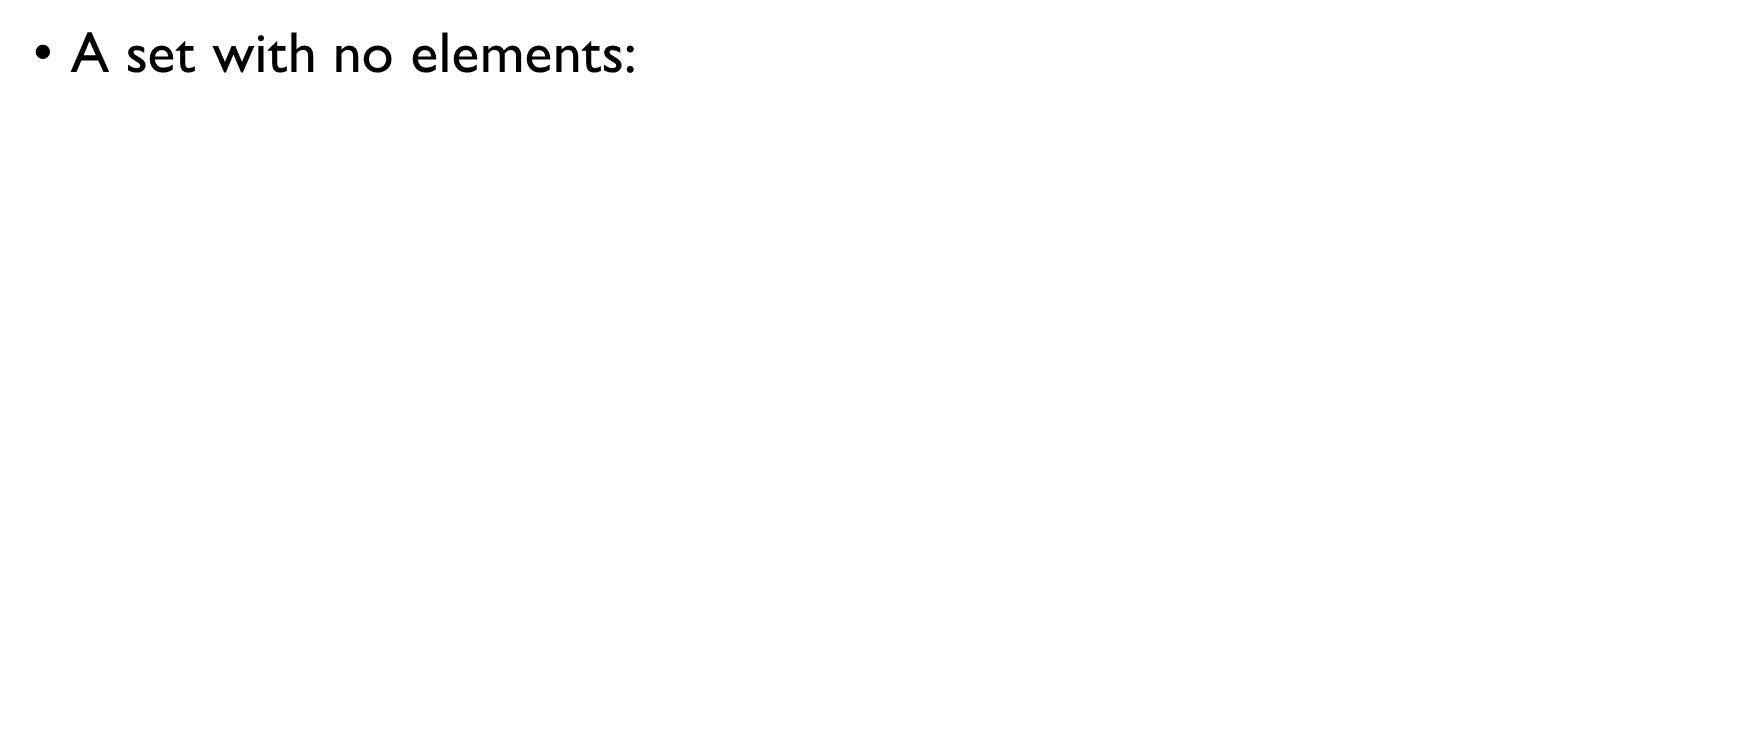 • A set with no elements: